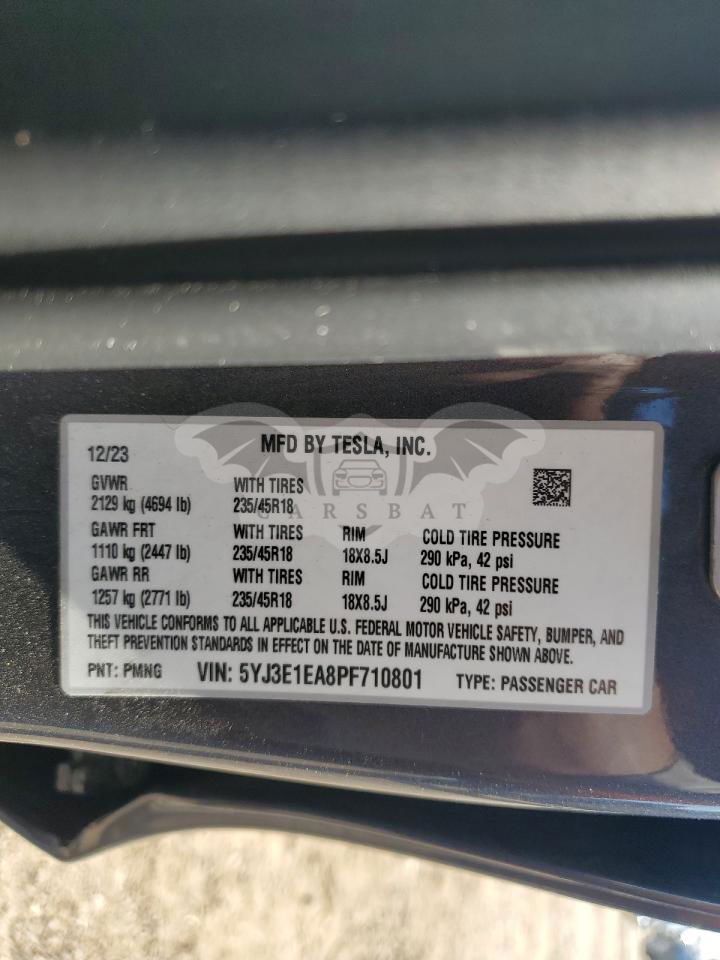 12/23 MFD BY TESLA, INC.
GVWR WITH TIRES
2129 kg (4694 lb) 235/45R18
GAWR FRT WITH TIRES RIM COLD TIRE PRESSURE
1110 kg (2447 lb) 235/45R18 18X8.5J 290 kPa, 42 psi
GAWR RR WITH TIRES RIM COLD TIRE PRESSURE
1257 kg (2771 lb) 235/45R18 18X8.5J 290 kPa, 42 psi
THIS VEHICLE CONFORMS TO ALL APPLICABLE U.S. FEDERAL MOTOR VEHICLE SAFETY, BUMPER, AND
THEFT PREVENTION STANDARDS IN EFFECT ON THE DATE OF MANUFACTURE SHOWN ABOVE.
PNT: PMNG VIN: 5YJ3E1EA8PF710801 TYPE: PASSENGER CAR
CARSBAT